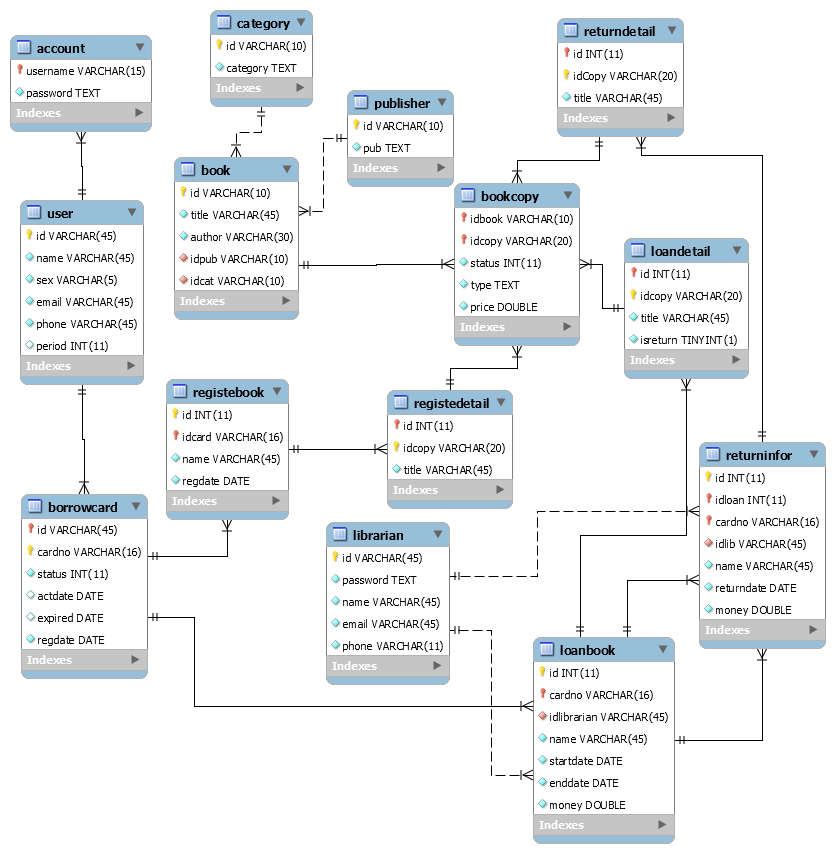 account
username VARCHAR(15)
password TEXT
Indexes
category
id VARCHAR(10)
category TEXT
Indexes
publisher
id VARCHAR(10)
pub TEXT
Indexes
returndetail
id INT(11)
idCopy VARCHAR(20)
title VARCHAR(45)
Indexes
book
id VARCHAR(10)
title VARCHAR(45)
author VARCHAR(30)
idpub VARCHAR(10)
idcat VARCHAR(10)
Indexes
bookcopy
idbook VARCHAR(10)
idcopy VARCHAR(20)
status INT(11)
type TEXT
price DOUBLE
Indexes
user
id VARCHAR(45)
name VARCHAR(45)
sex VARCHAR(5)
email VARCHAR(45)
phone VARCHAR(45)
period INT(11)
Indexes
loandetail
id INT(11)
idcopy VARCHAR(20)
title VARCHAR(45)
isreturn TINYINT(1)
Indexes
registebook
id INT(11)
idcard VARCHAR(16)
name VARCHAR(45)
regdate DATE
Indexes
registedetail
id INT(11)
idcopy VARCHAR(20)
title VARCHAR(45)
Indexes
returninfor
id INT(11)
idloan INT(11)
cardno VARCHAR(16)
idlib VARCHAR(45)
name VARCHAR(45)
returndate DATE
money DOUBLE
Indexes
borrowcard
id VARCHAR(45)
cardno VARCHAR(16)
status INT(11)
actdate DATE
expired DATE
regdate DATE
Indexes
librarian
id VARCHAR(45)
password TEXT
name VARCHAR(45)
email VARCHAR(45)
phone VARCHAR(11)
Indexes
loanbook
id INT(11)
cardno VARCHAR(16)
idlibrarian VARCHAR(45)
name VARCHAR(45)
startdate DATE
enddate DATE
money DOUBLE
Indexes